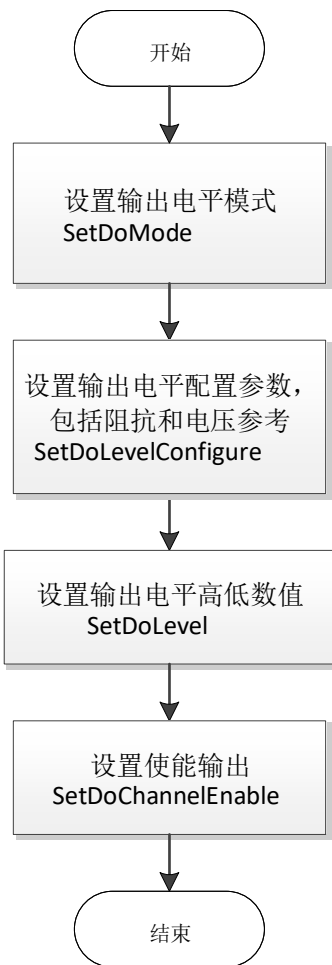 开始
设置输出电平模式
SetDoMode
设置输出电平配置参数，
包括阻抗和电压参考
SetDoLevelConfigure
设置输出电平高低数值
SetDoLevel
设置使能输出
SetDoChannelEnable
结束